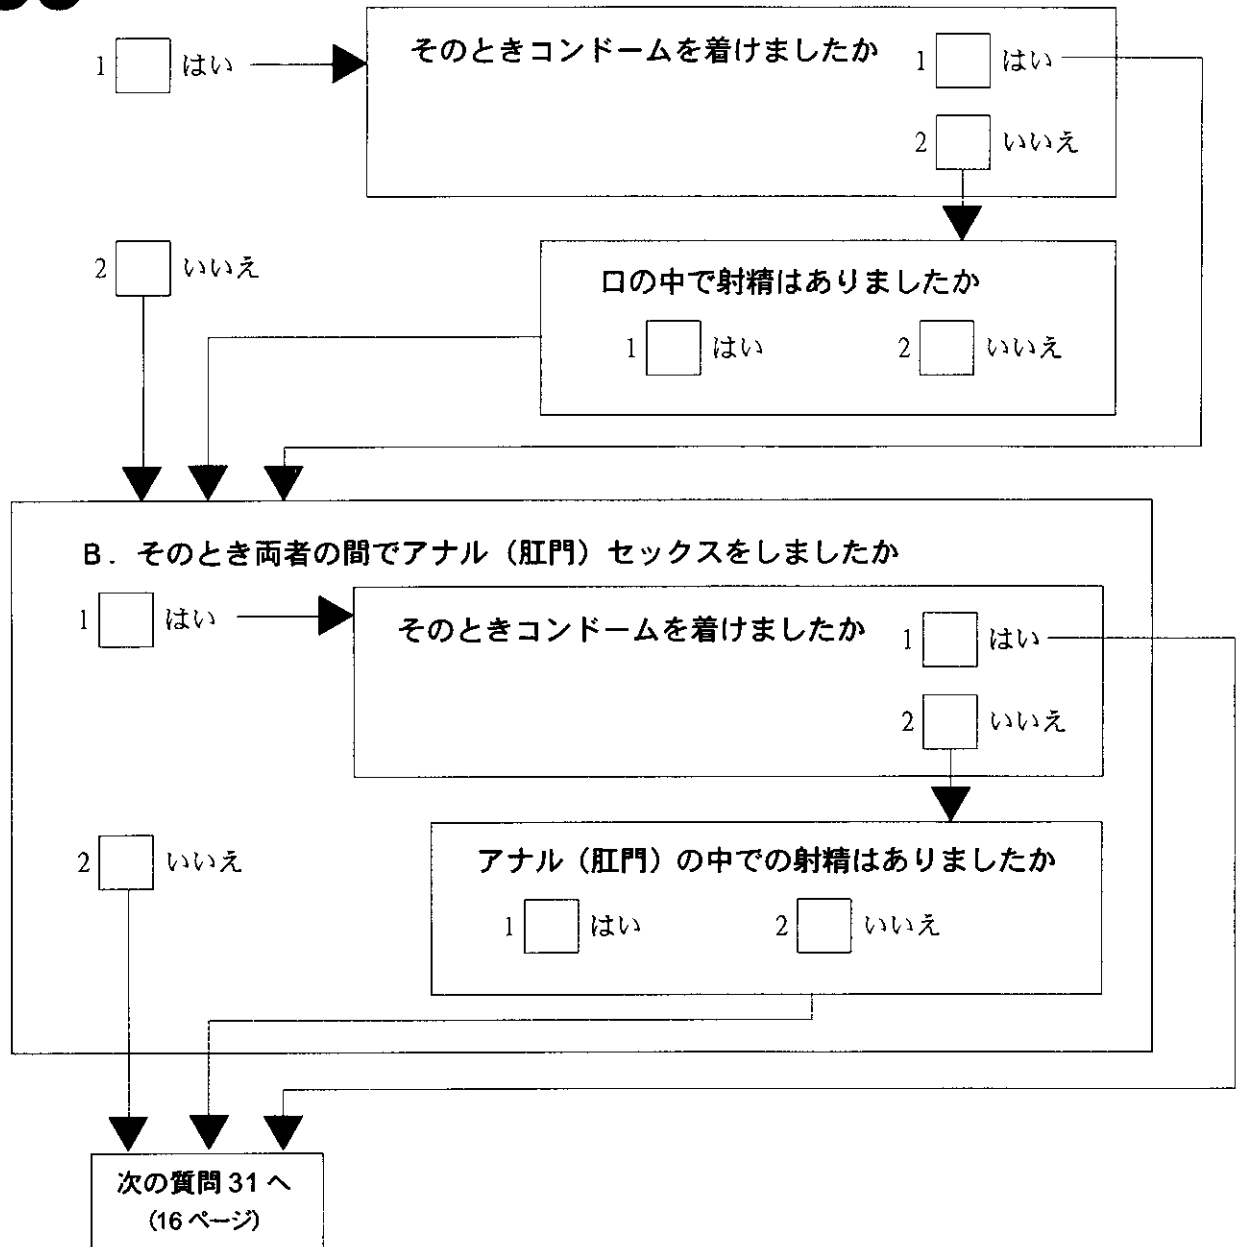 1 はい そのときコンドームを着けましたか 1 はい
2 いいえ
2 いいえ
口の中で射精はありましたか
1 はい 2 いいえ
B. そのとき両者の間でアナル（肛門）セックスをしましたか
1 はい そのときコンドームを着けましたか 1 はい
2 いいえ
2 いいえ
アナル（肛門）の中での射精はありましたか
1 はい 2 いいえ
次の質問 31 へ
(16 ページ)